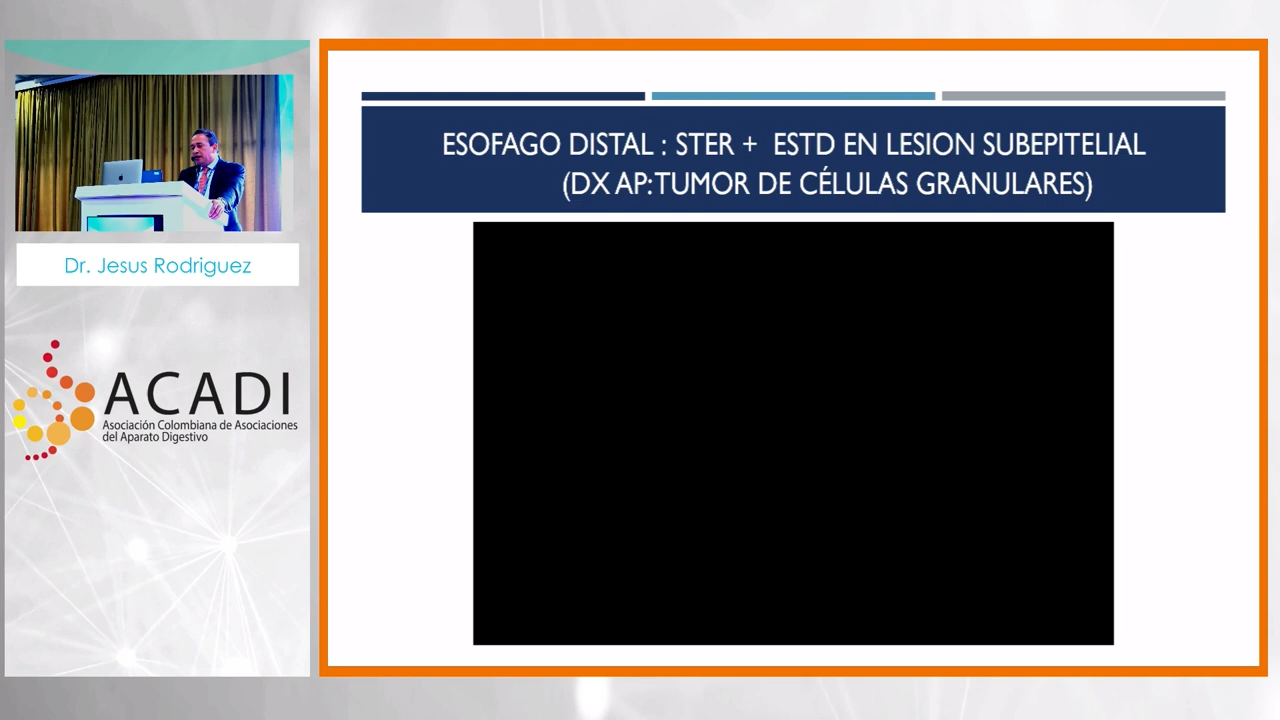 ESOFAGO DISTAL : STER + ESTD EN LESION SUBEPITELIAL
(DX AP: TUMOR DE CÉLULAS GRANULARES)
Dr. Jesus Rodriguez
ACADI
Asociación Colombiana de Asociaciones
del Aparato Digestivo